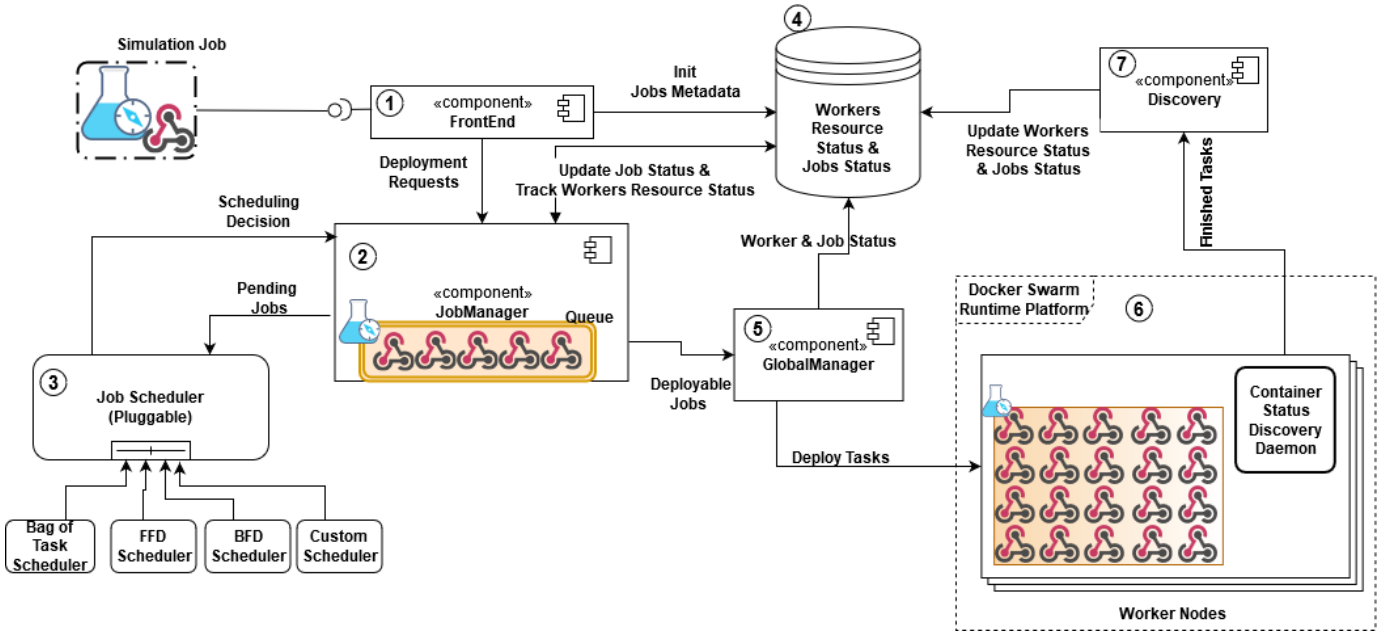 Simulation Job
1
«component»
FrontEnd
Init
Jobs Metadata
4
Workers
Resource
Status &
Jobs Status
7
«component»
Discovery
Update Workers
Resource Status
& Jobs Status
Finished Tasks
Deployment
Requests
Update Job Status &
Track Workers Resource Status
Scheduling
Decision
Pending
Jobs
2
«component»
JobManager
Queue
Worker & Job Status
5
«component»
GlobalManager
Deployable
Jobs
Deploy Tasks
3
Job Scheduler
(Pluggable)
Bag of
Task
Scheduler
FFD
Scheduler
BFD
Scheduler
Custom
Scheduler
Docker Swarm
Runtime Platform
6
Container
Status
Discovery
Daemon
Worker Nodes